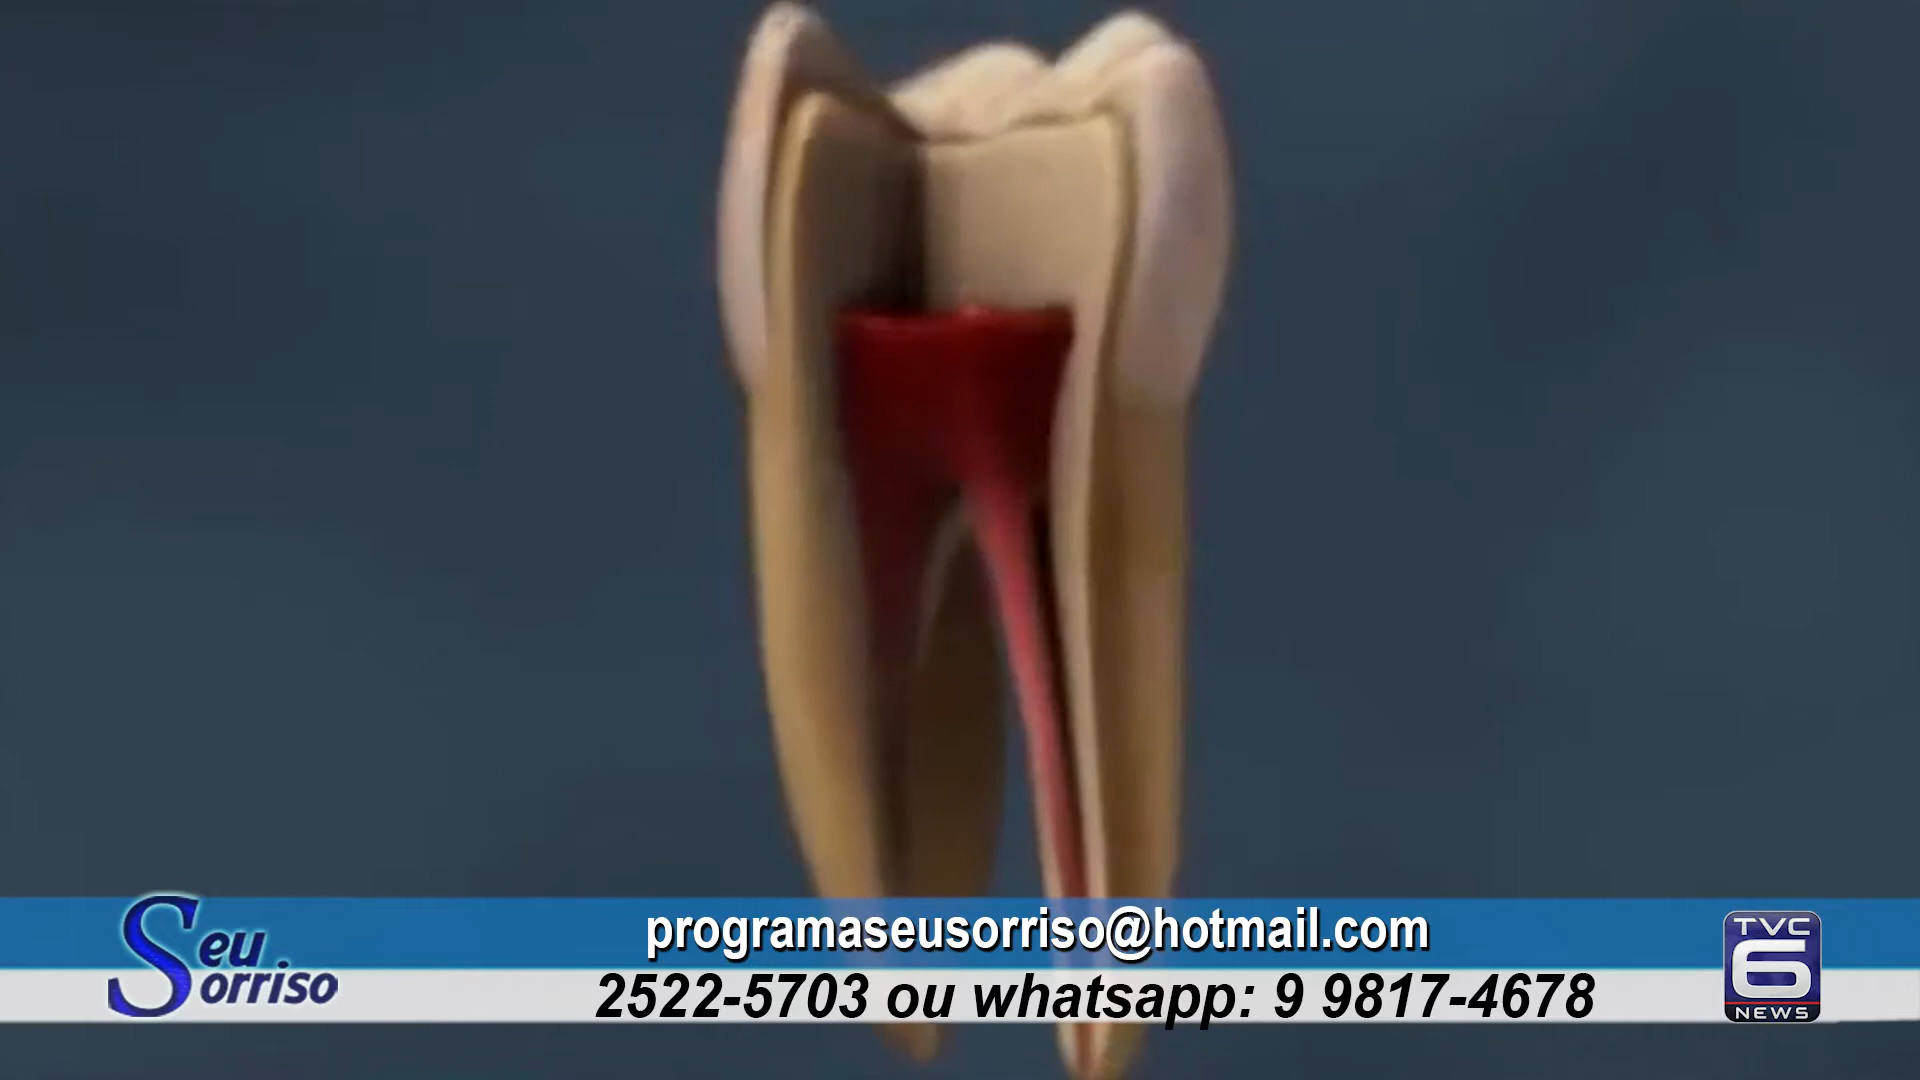 programaseusorriso@hotmail.com
Seu
Sorriso
2522-5703 ou whatsapp: 9 9817-4678
TVC
6
NEWS